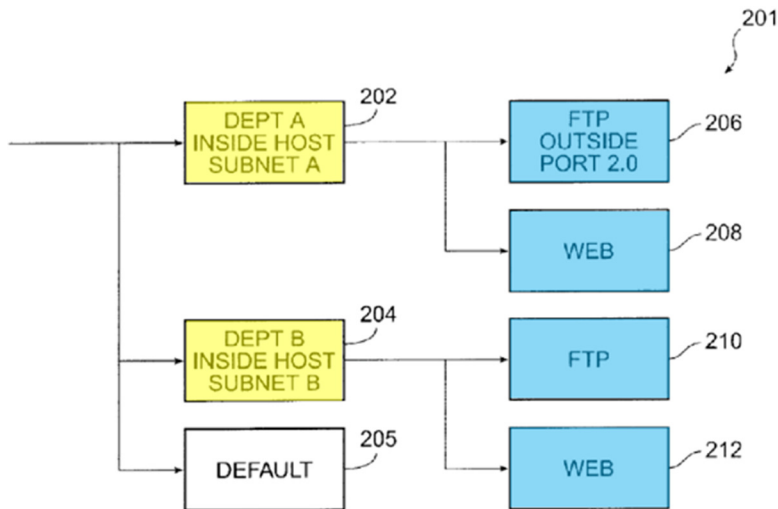 201
202
DEPT A
INSIDE HOST
SUBNET A
FTP
OUTSIDE
PORT 2.0
206
WEB
208
204
DEPT B
INSIDE HOST
SUBNET B
FTP
210
205
DEFAULT
WEB
212